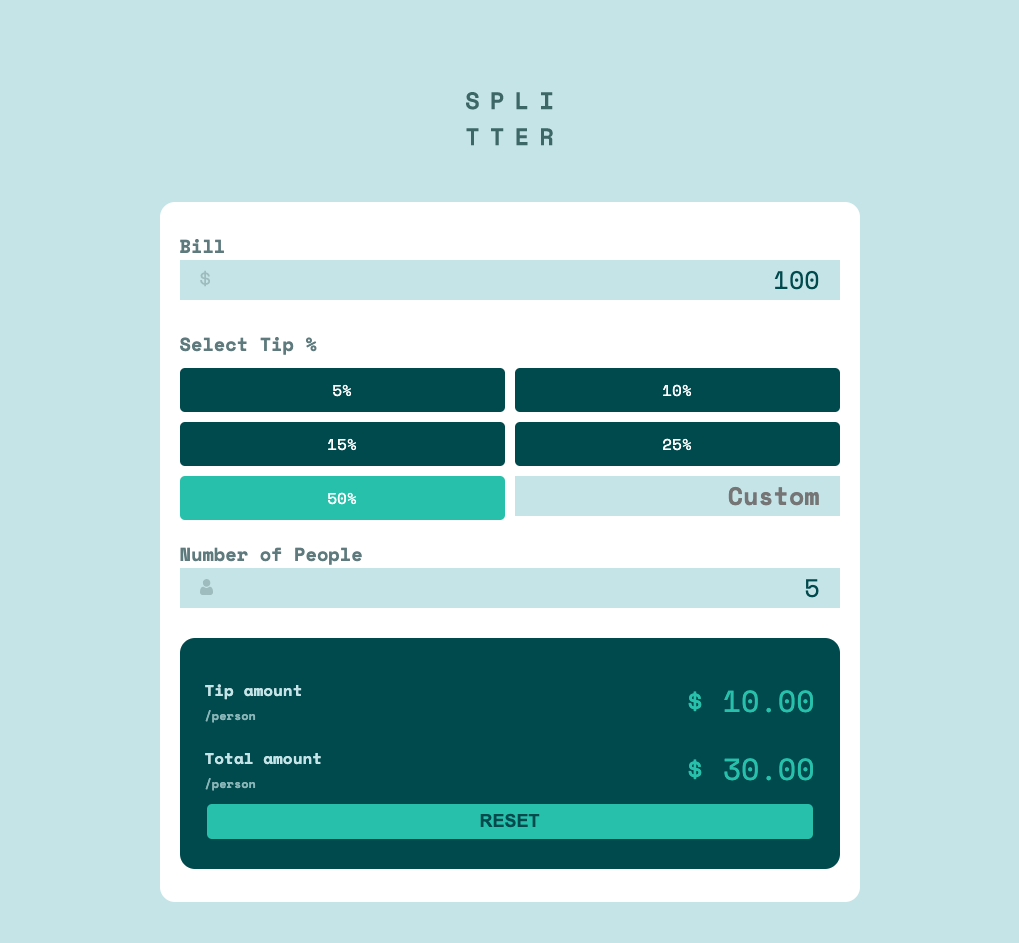 SPLI
TTER
Bill
$ 100
Select Tip %
5% 10%
15% 25%
50% Custom
Number of People
5
Tip amount
/person
$ 10.00
Total amount
/person
$ 30.00
RESET